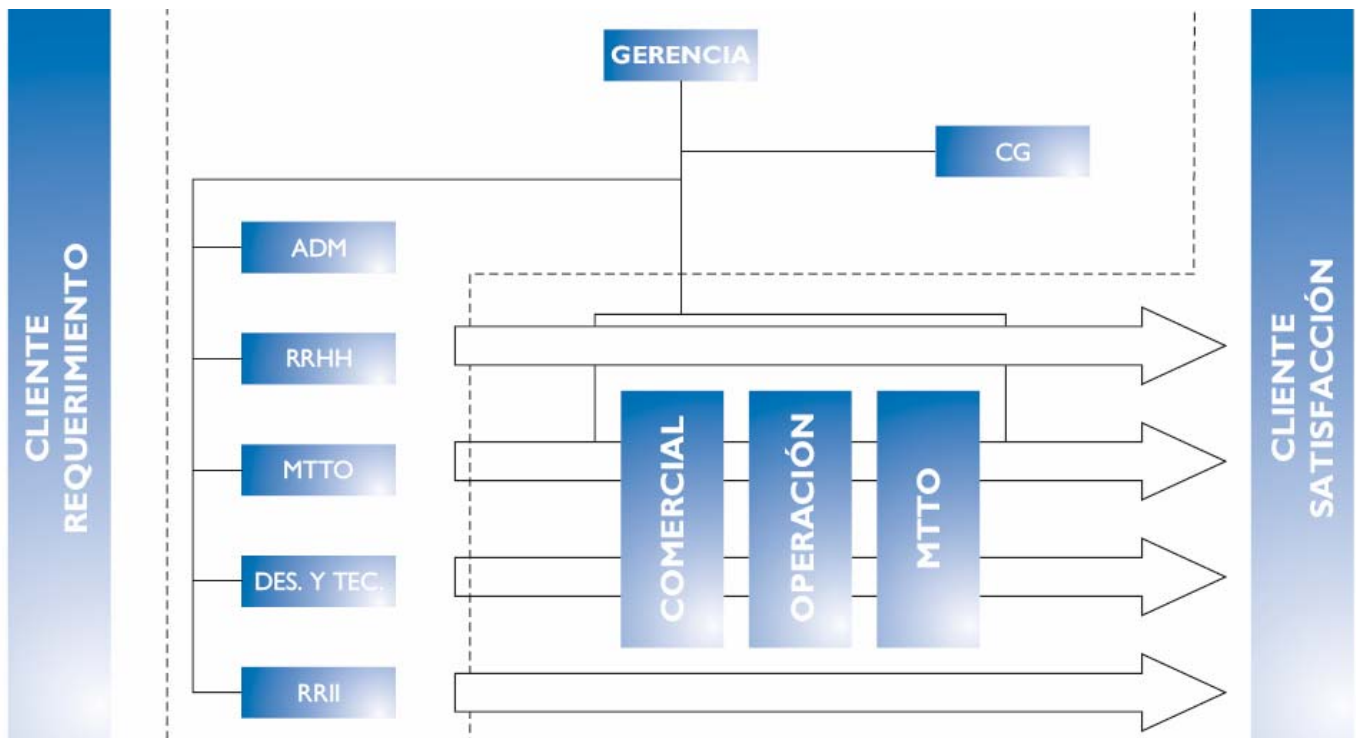 CLIENTE
REQUERIMIENTO
GERENCIA
CG
ADM
RRHH
MTTO
DES. Y TEC.
RRII
COMERCIAL
OPERACIÓN
MTTO
CLIENTE
SATISFACCIÓN